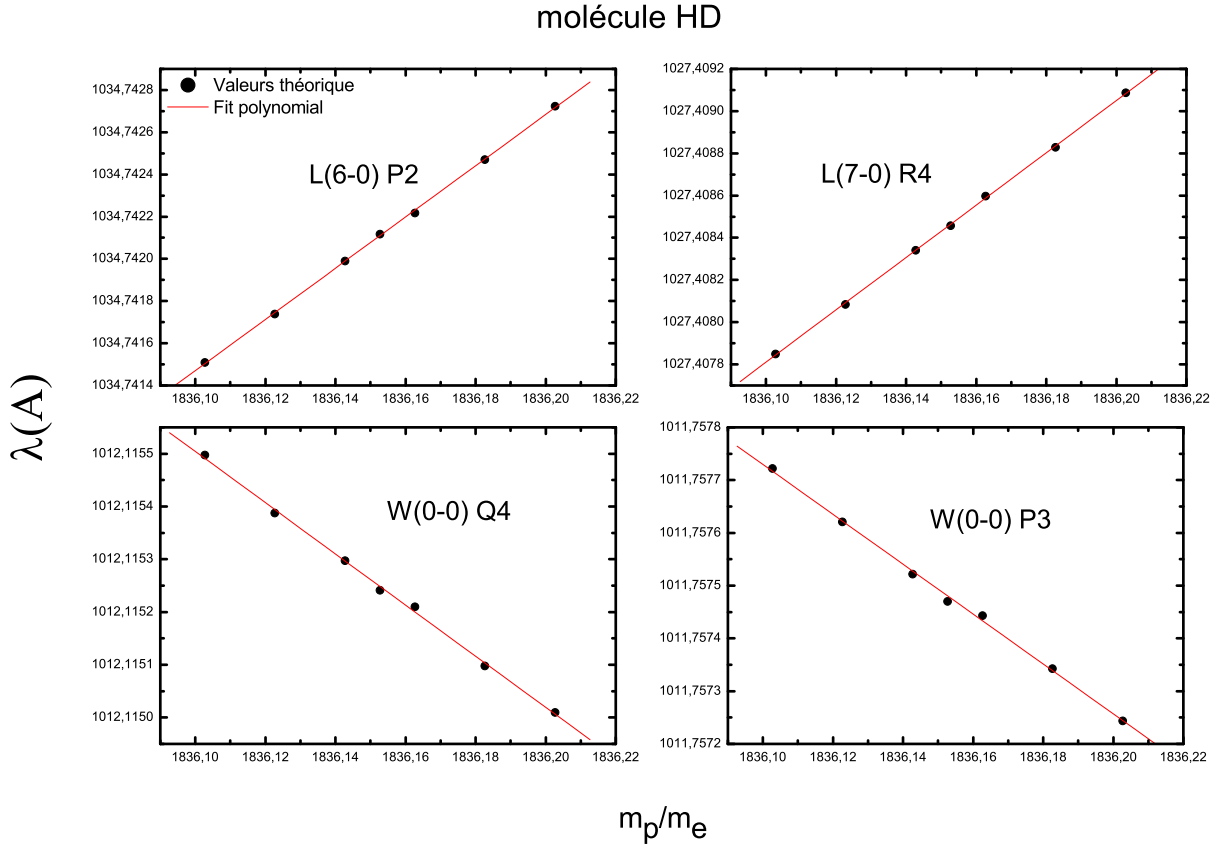 molécule HD
Valeurs théorique
Fit polynomial
L(6-0) P2
1034,7428
1034,7426
1034,7424
1034,7422
1034,7420
1034,7418
1034,7416
1034,7414
1836,10 1836,12 1836,14 1836,16 1836,18 1836,20 1836,22
L(7-0) R4
1027,4092
1027,4090
1027,4088
1027,4086
1027,4084
1027,4082
1027,4080
1027,4078
1836,10 1836,12 1836,14 1836,16 1836,18 1836,20 1836,22
λ(A)
W(0-0) Q4
1012,1155
1012,1154
1012,1153
1012,1152
1012,1151
1012,1150
1836,10 1836,12 1836,14 1836,16 1836,18 1836,20 1836,22
W(0-0) P3
1011,7578
1011,7577
1011,7576
1011,7575
1011,7574
1011,7573
1011,7572
1836,10 1836,12 1836,14 1836,16 1836,18 1836,20 1836,22
mp/me